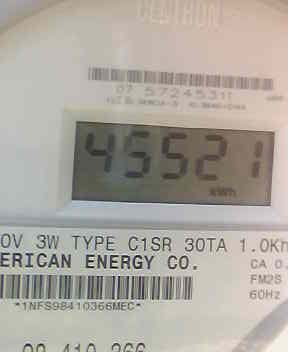 CENTRON
07 57245311
45521
kWh
0V 3W TYPE C1SR 30TA 1.0Kh
ERICAN ENERGY CO. CA 0.
FM2S
60Hz
*1NFS98410366MEC*
09 410 366